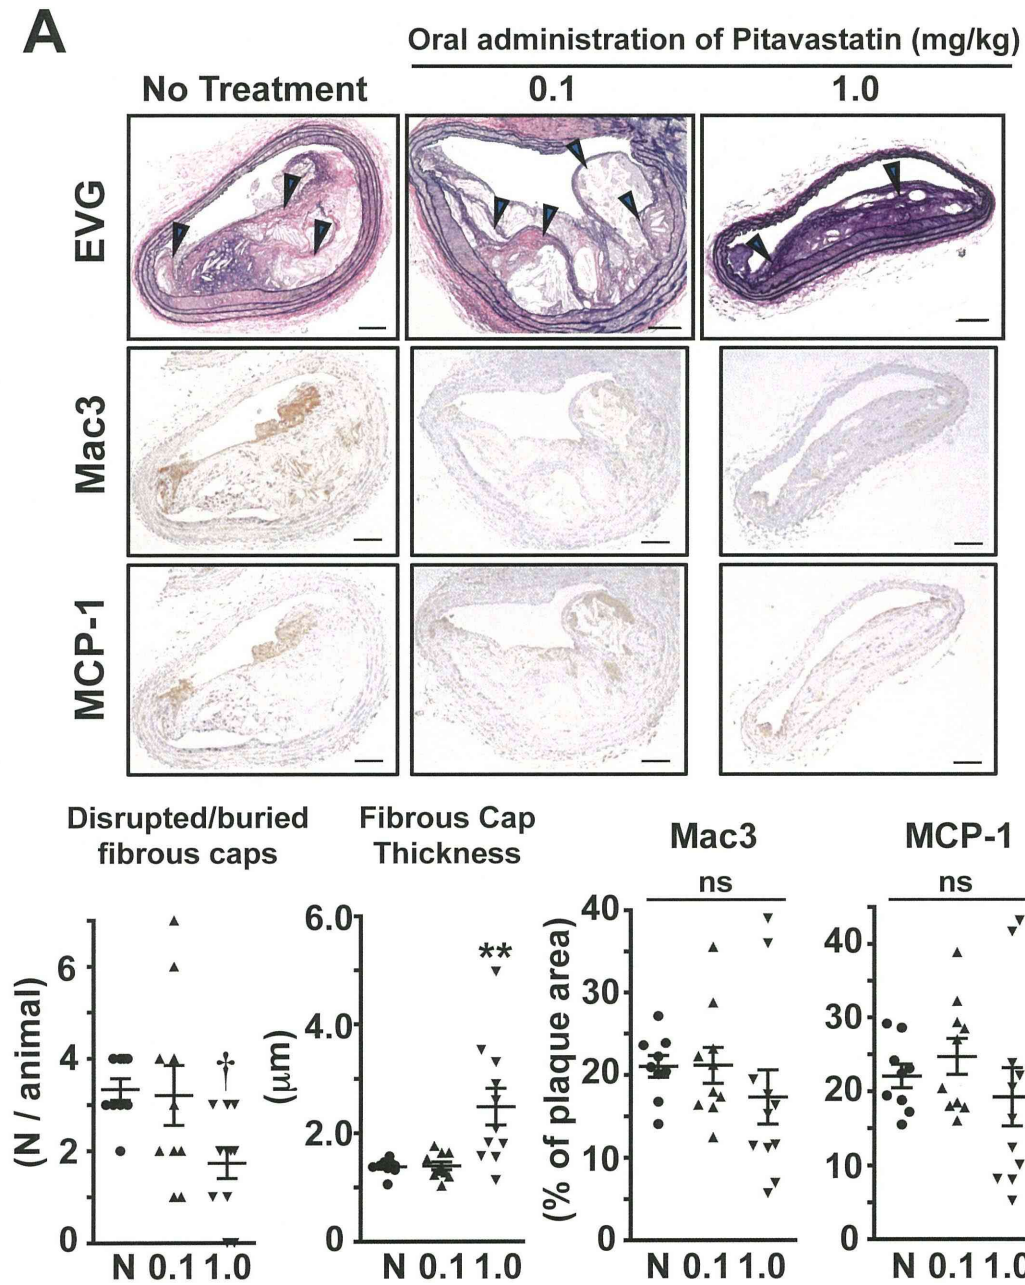 A
Oral administration of Pitavastatin (mg/kg)
No Treatment 0.1 1.0
EVG
Mac3
MCP-1
Disrupted/buried
fibrous caps
(N / animal)
6
4
2
0
†
N 0.1 1.0
Fibrous Cap
Thickness
(µm)
6.0
4.0
2.0
0
**
N 0.1 1.0
Mac3
ns
(% of plaque area)
40
30
20
10
0
N 0.1 1.0
MCP-1
ns
40
30
20
10
0
N 0.1 1.0